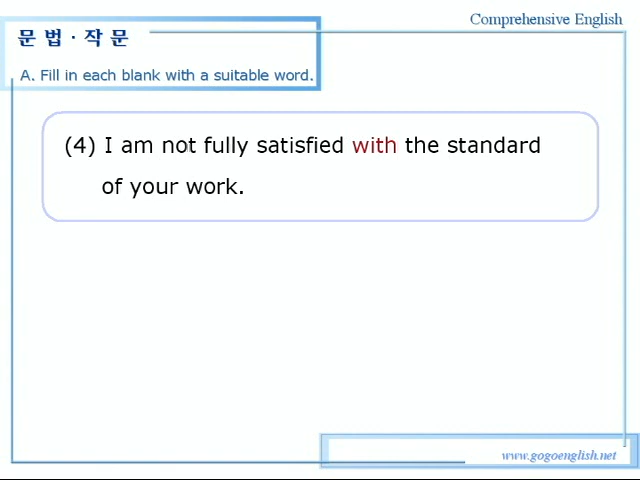 Comprehensive English
문 법 · 작 문
A. Fill in each blank with a suitable word.
(4) I am not fully satisfied with the standard
of your work.
www.gogoenglish.net